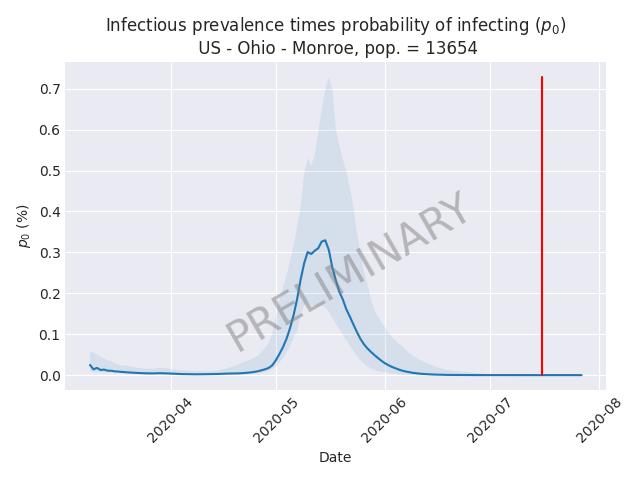 Infectious prevalence times probability of infecting (p₀)
US - Ohio - Monroe, pop. = 13654
0.7
0.6
0.5
0.4
0.3
0.2
0.1
0.0
p₀ (%)
PRELIMINARY
2020-04
2020-05
2020-06
2020-07
2020-08
Date